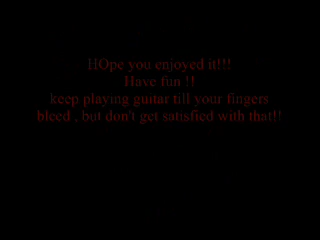 HOpe you enjoyed it!!!
Have fun !!
keep playing guitar till your fingers
bleed , but don't get satisfied with that!!